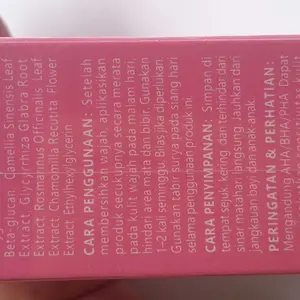 Beta-glucan, Camellia Sinensis Leaf
Extract, Glycyrrhiza Glabra Root
Extract, Rosmarinus Officinalis Leaf
Extract, Chamomilla Recutita Flower
Extract, Ethylhexylglycerin
CARA PENGGUNAAN: Setelah
membersihkan wajah, aplikasikan
produk secukupnya secara merata
pada kulit wajah pada malam hari,
hindari area mata dan bibir. Gunakan
1-2 kali seminggu. Bilas jika diperlukan.
Gunakan tabir surya pada siang hari
selama penggunaan produk ini.
CARA PENYIMPANAN: Simpan di
tempat sejuk, kering dan terhindar dari
sinar matahari langsung. Jauhkan dari
jangkauan bayi dan anak-anak.
PERINGATAN & PERHATIAN:
Mengandung AHA/BHA/PHA. Dapat